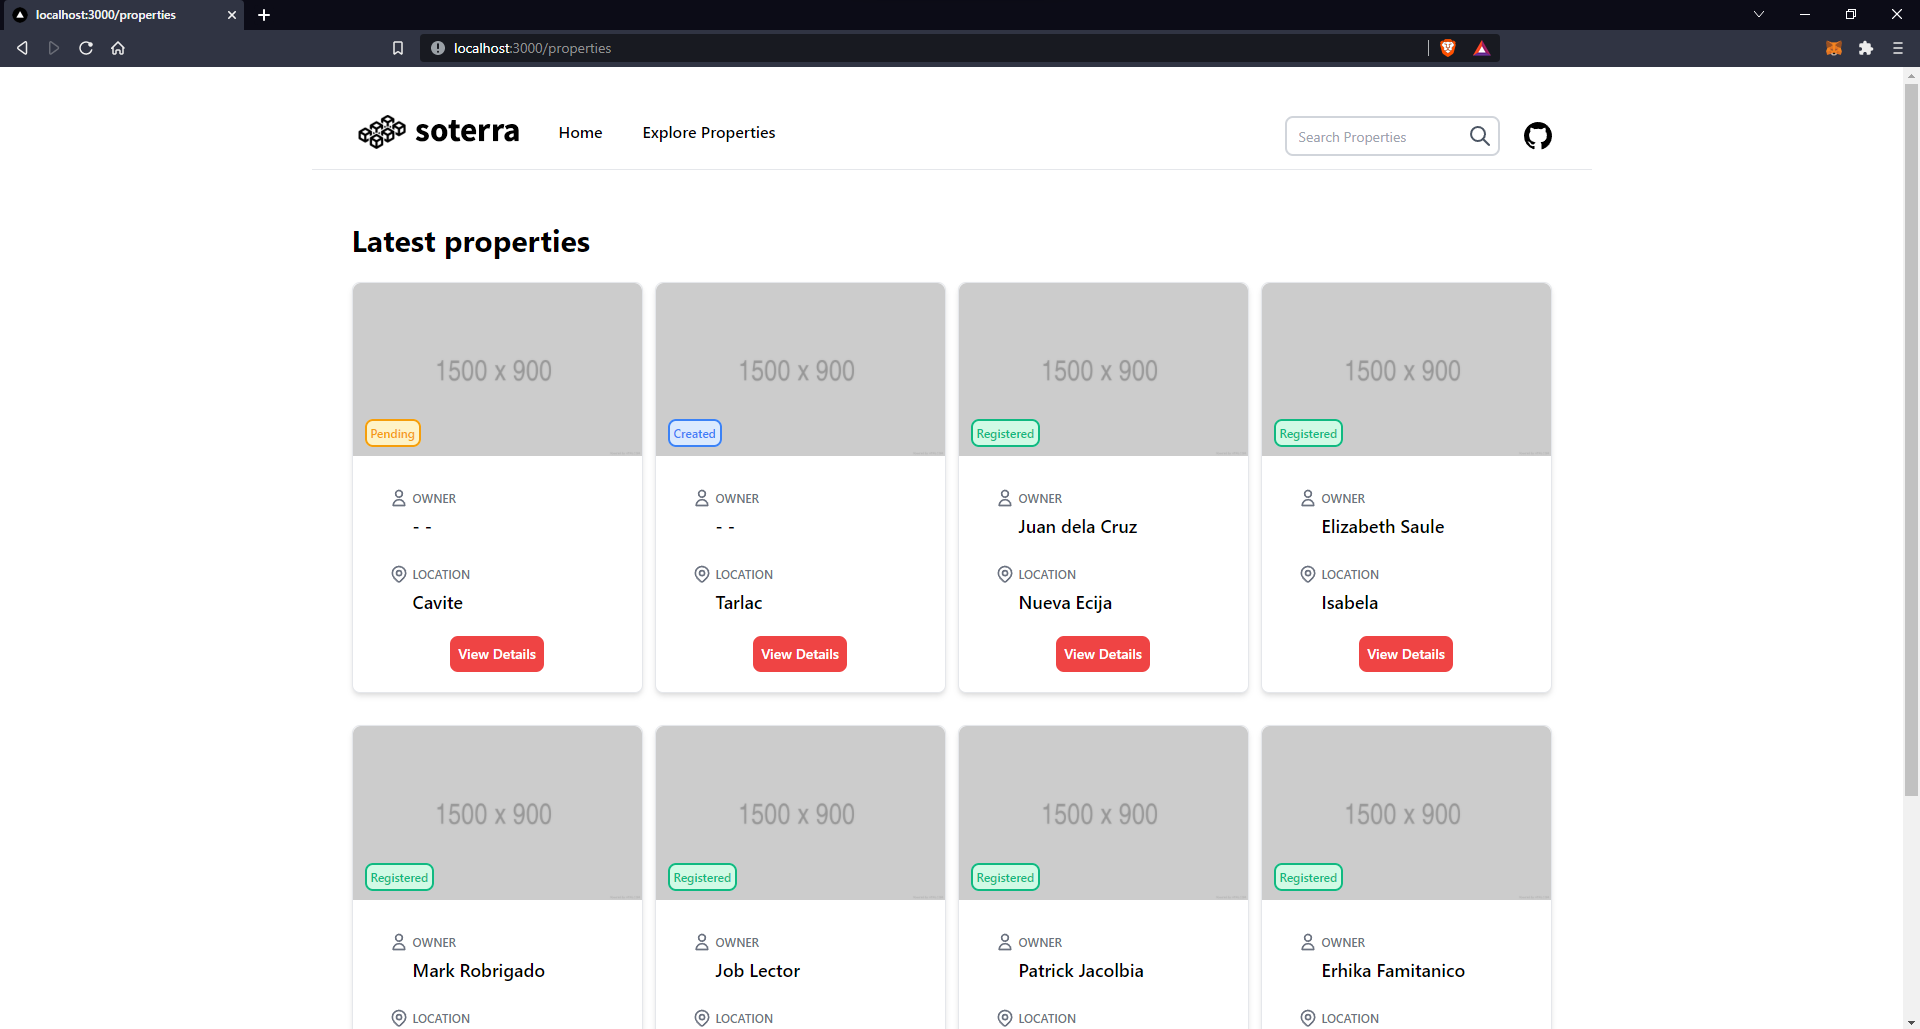 localhost:3000/properties
localhost:3000/properties
soterra
Home
Explore Properties
Search Properties
Latest properties
1500 x 900
1500 x 900
1500 x 900
1500 x 900
Pending
Created
Registered
Registered
OWNER
OWNER
OWNER
OWNER
- -
- -
Juan dela Cruz
Elizabeth Saule
LOCATION
LOCATION
LOCATION
LOCATION
Cavite
Tarlac
Nueva Ecija
Isabela
View Details
View Details
View Details
View Details
1500 x 900
1500 x 900
1500 x 900
1500 x 900
Registered
Registered
Registered
Registered
OWNER
OWNER
OWNER
OWNER
Mark Robrigado
Job Lector
Patrick Jacolbia
Erhika Famitanico
LOCATION
LOCATION
LOCATION
LOCATION